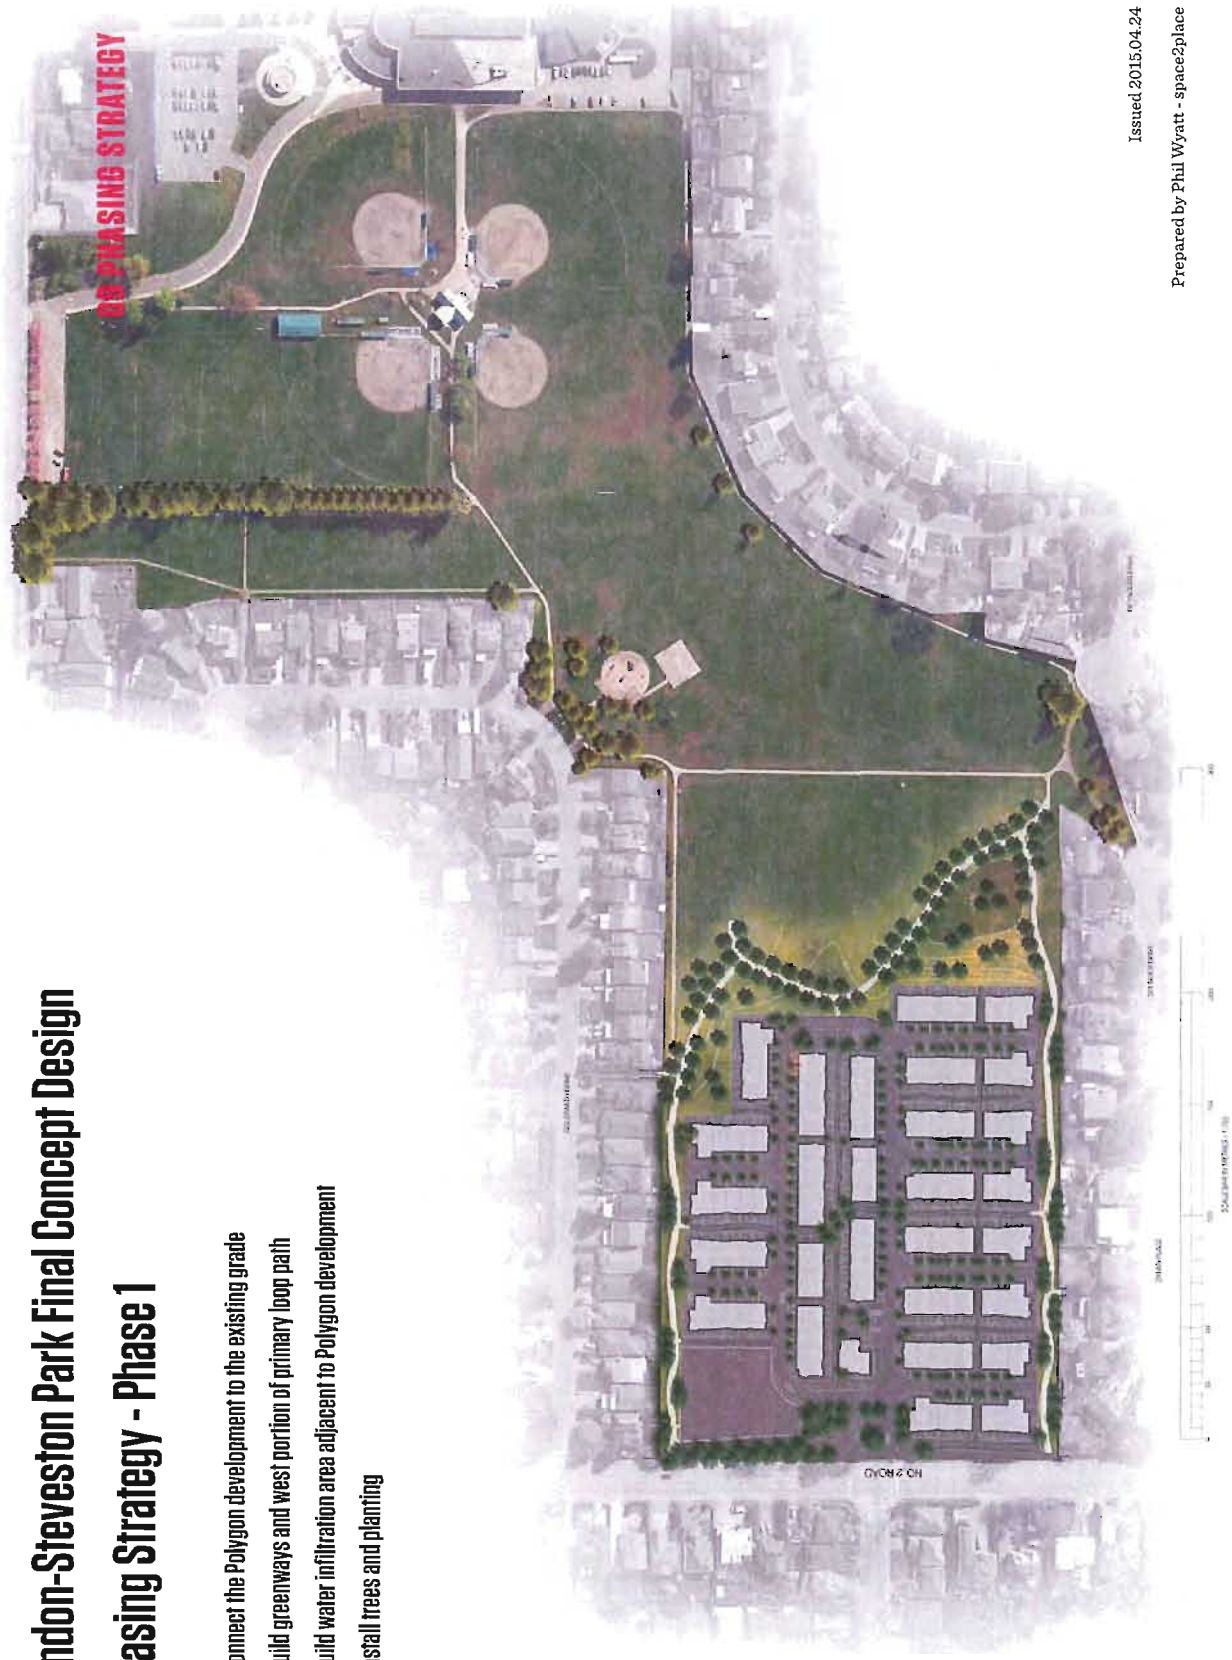 ndon-Steveston Park Final Concept Design
asing Strategy - Phase 1
onnect the Polygon development to the existing grade
uild greenways and west portion of primary loop path
uild water infiltration area adjacent to Polygon development
stall trees and planting
09 PHASING STRATEGY
NO. 2 ROAD
Issued 2015.04.24
Prepared by Phil Wyatt - space2place